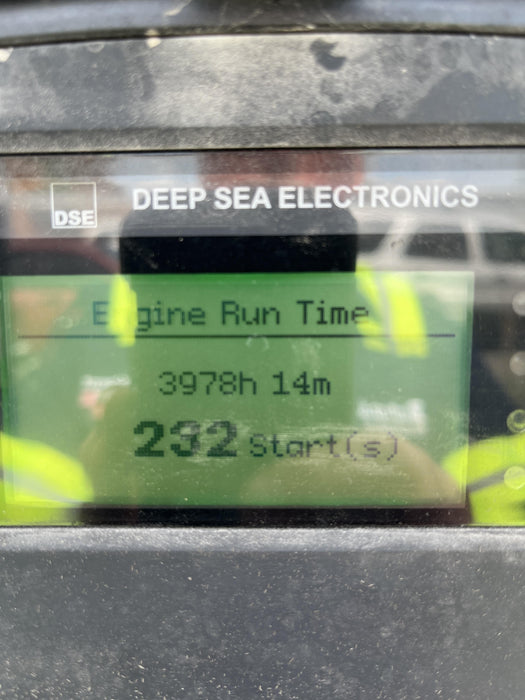 DSE
DEEP SEA ELECTRONICS
Engine Run Time
3978h 14m
232 Start(s)